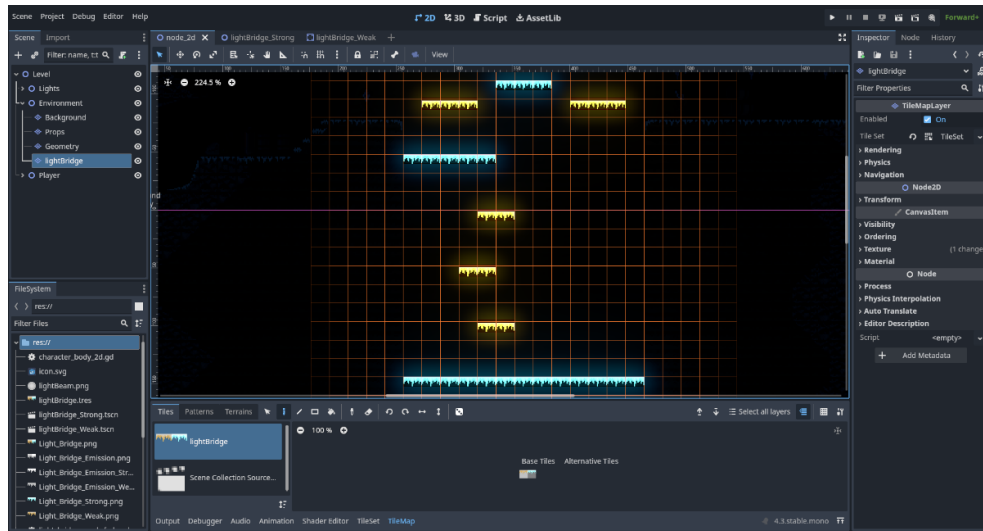 Scene Project Debug Editor Help
2D 3D Script AssetLib
Forward+
Scene Import
node_2d lightBridge_Strong lightBridge_Weak
Inspector Node History
Filter: name, t:t
View
224.5 %
Level
Lights
Environment
Background
Props
Geometry
lightBridge
Player
lightBridge
Filter Properties
TileMapLayer
Enabled On
Tile Set TileSet
Rendering
Physics
Navigation
Node2D
Transform
CanvasItem
Visibility
Ordering
Texture (1 change
Material
Node
Process
Physics Interpolation
Auto Translate
Editor Description
Script <empty>
Add Metadata
FileSystem
res://
Filter Files
res://
character_body_2d.gd
icon.svg
lightBeam.png
lightBridge.tres
lightBridge_Strong.tscn
lightBridge_Weak.tscn
Light_Bridge.png
Light_Bridge_Emission.png
Light_Bridge_Emission_Str...
Light_Bridge_Emission_We...
Light_Bridge_Strong.png
Light_Bridge_Weak.png
Tiles Patterns Terrains
Select all layers
lightBridge
Scene Collection Source...
100 %
Base Tiles Alternative Tiles
Output Debugger Audio Animation Shader Editor TileSet TileMap
4.3.stable.mono